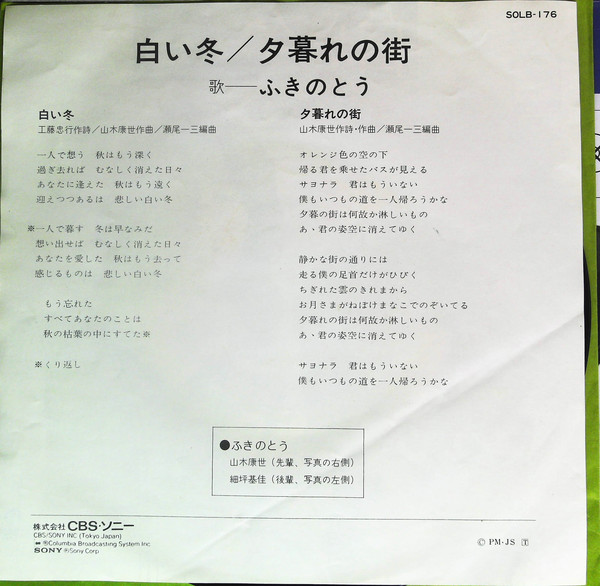 SOLB-176
白い冬／夕暮れの街
歌──ふきのとう
白い冬
工藤忠行作詩／山木康世作曲／瀬尾一三編曲
一人で想う　秋はもう深く
過ぎ去れば　むなしく消えた日々
あなたに逢えた　秋はもう遠く
迎えつつあるは　悲しい白い冬
※一人で暮す　冬は早なみだ
想い出せば　むなしく消えた日々
あなたを愛した　秋はもう去って
感じるものは　悲しい白い冬
もう忘れた
すべてあなたのことは
秋の枯葉の中にすてた※
※くり返し
夕暮れの街
山木康世作詩・作曲／瀬尾一三編曲
オレンジ色の空の下
帰る君を乗せたバスが見える
サヨナラ　君はもういない
僕もいつもの道を一人帰ろうかな
夕暮の街は何故か淋しいもの
あ、君の姿空に消えてゆく
静かな街の通りには
走る僕の足首だけがひびく
ちぎれた雲のきれまから
お月さまがねぼけまなこでのぞいてる
夕暮れの街は何故か淋しいもの
あ、君の姿空に消えてゆく
サヨナラ　君はもういない
僕もいつもの道を一人帰ろうかな
●ふきのとう
山木康世（先輩、写真の右側）
細坪基佳（後輩、写真の左側）
株式会社 CBS・ソニー
CBS/SONY INC (Tokyo Japan)
Ⓡ Columbia Broadcasting System Inc
SONY Ⓡ Sony Corp
Ⓒ PM・JS Ⓣ